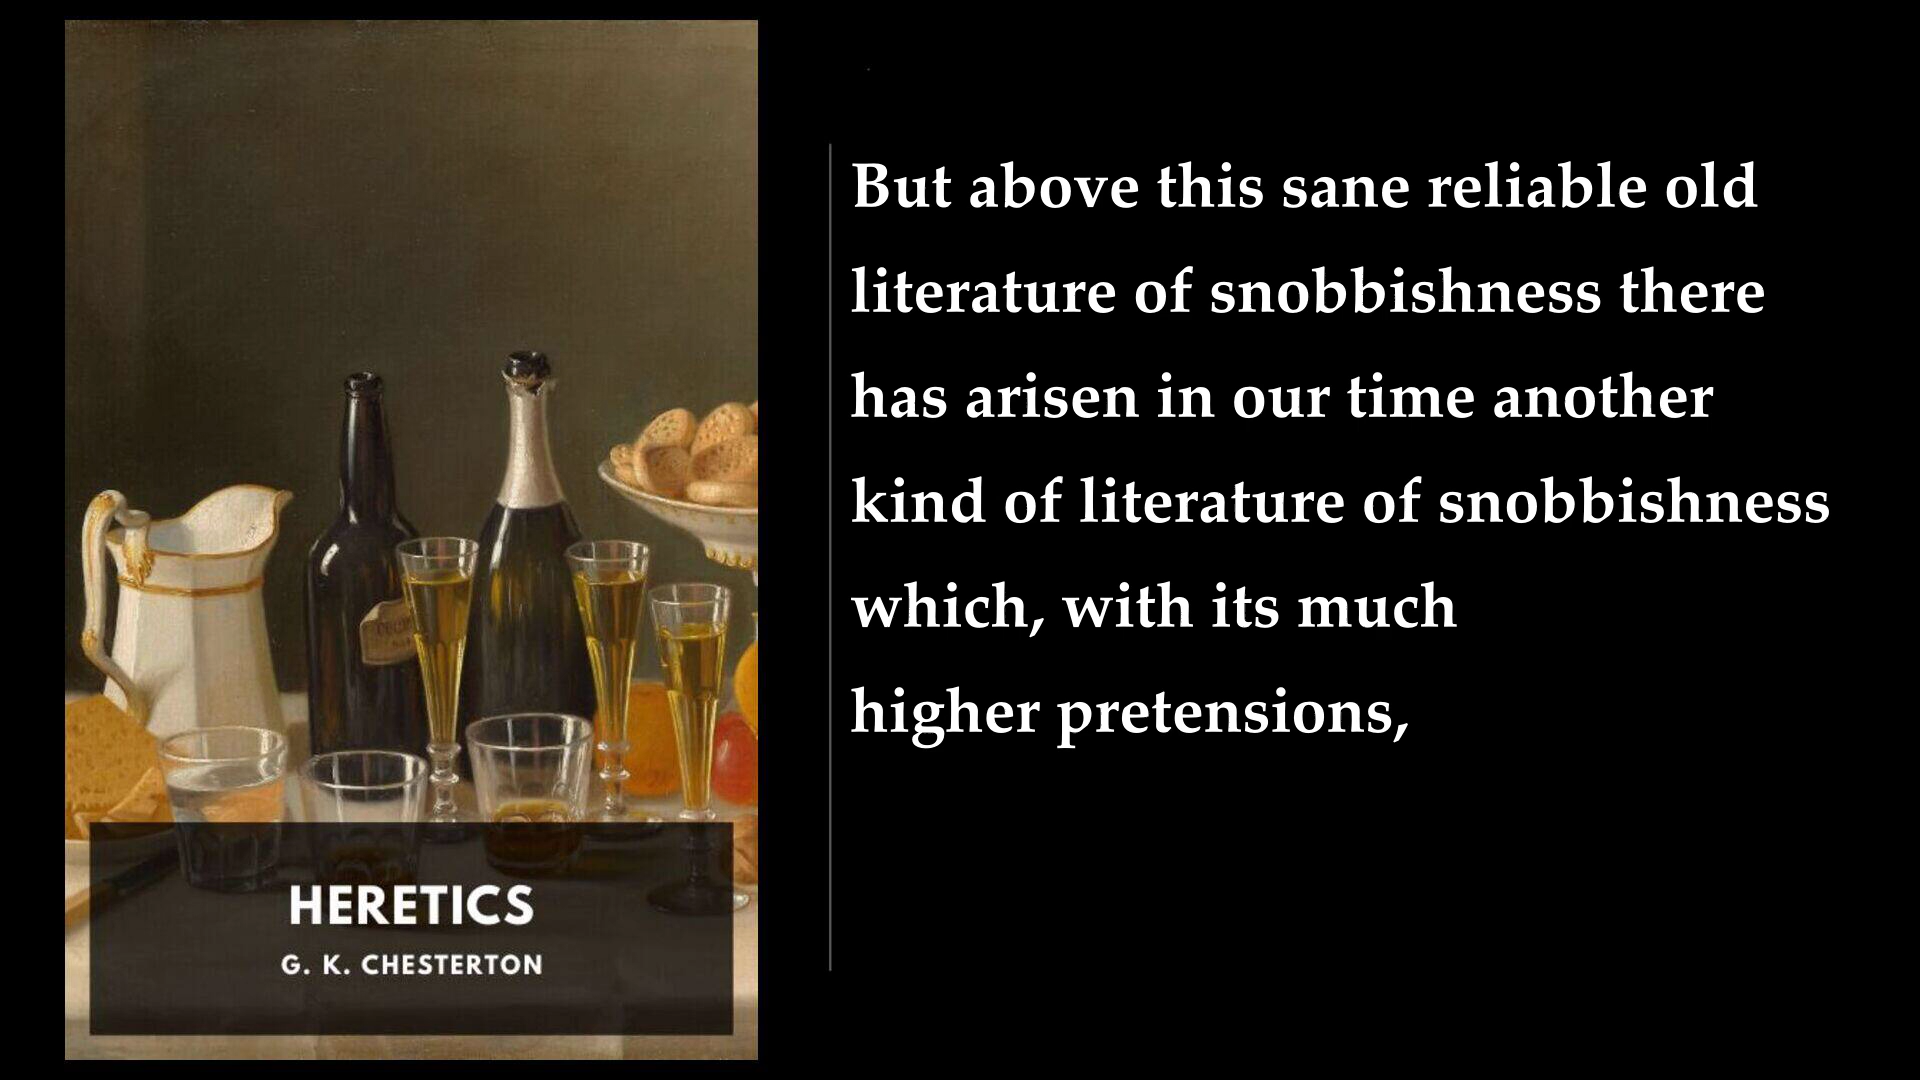 But above this sane reliable old
literature of snobbishness there
has arisen in our time another
kind of literature of snobbishness
which, with its much
higher pretensions,
HERETICS
G. K. CHESTERTON